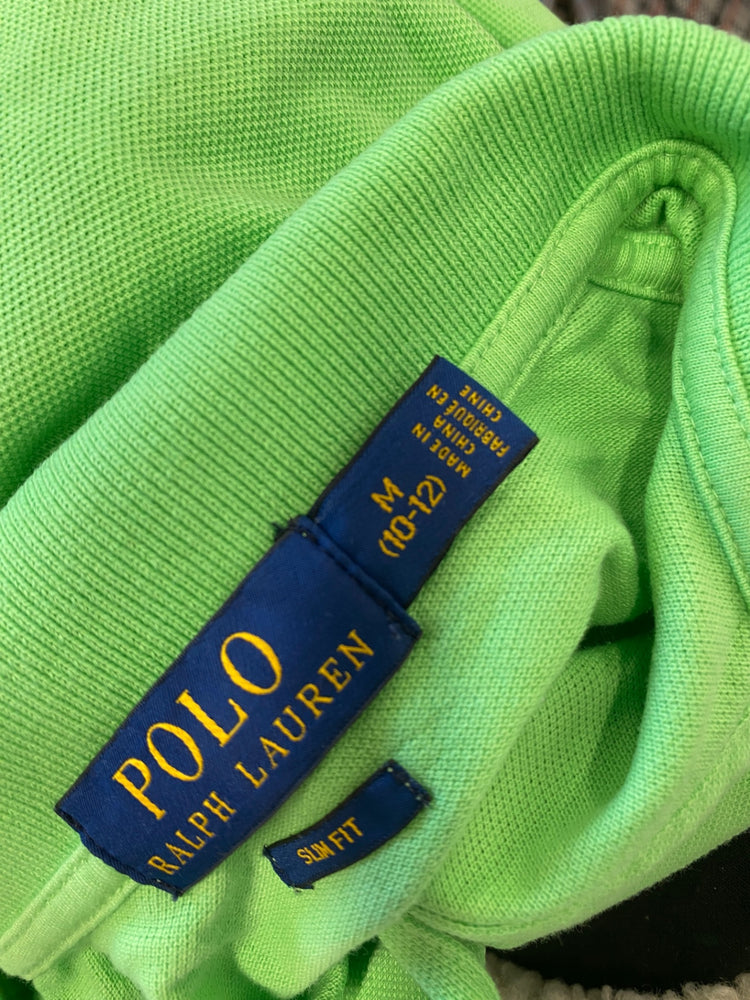 POLO
RALPH LAUREN
M
(10-12)
MADE IN
CHINA
FABRIQUÉ EN
CHINE
SLIM FIT